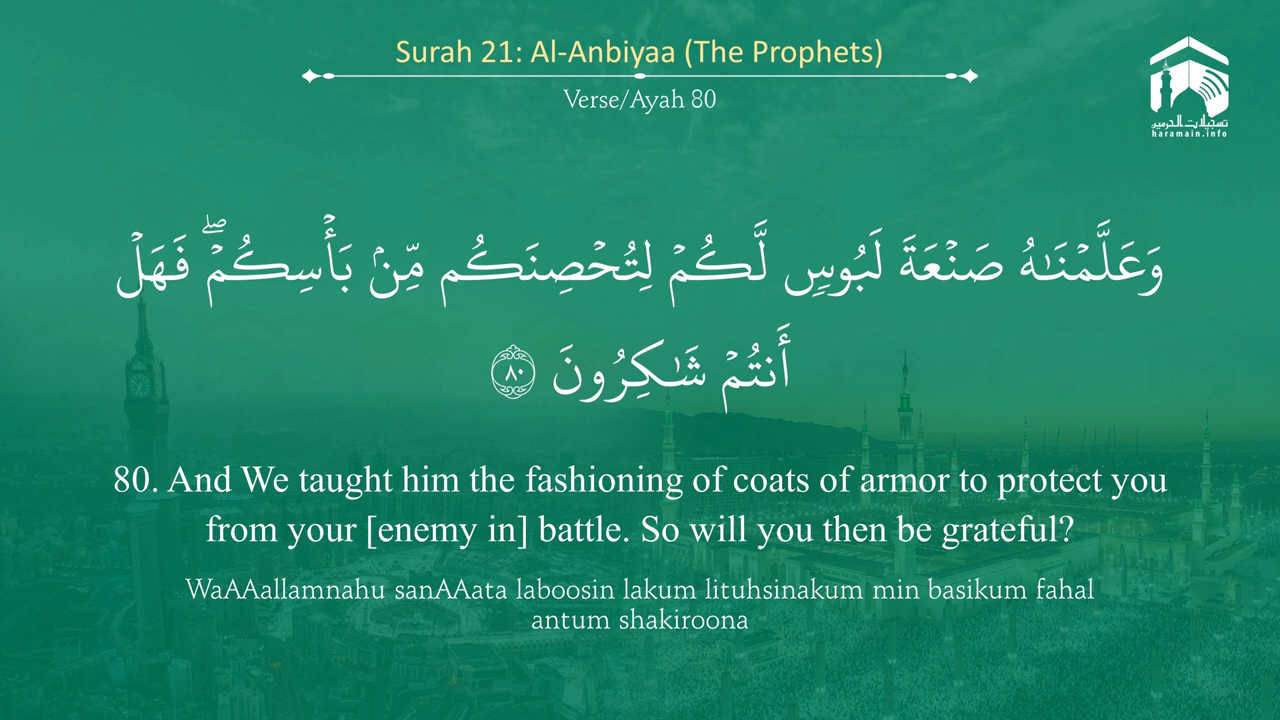 Surah 21: Al-Anbiyaa (The Prophets)
Verse/Ayah 80
تسجيلات الحرمين
haramain.info
وَعَلَّمۡنَٰهُ صَنۡعَةَ لَبُوسٖ لَّكُمۡ لِتُحۡصِنَكُم مِّنۢ بَأۡسِكُمۡۖ فَهَلۡ
أَنتُمۡ شَٰكِرُونَ ٨٠
80. And We taught him the fashioning of coats of armor to protect you
from your [enemy in] battle. So will you then be grateful?
WaAAallamnahu sanAAata laboosin lakum lituhsinakum min basikum fahal
antum shakiroona